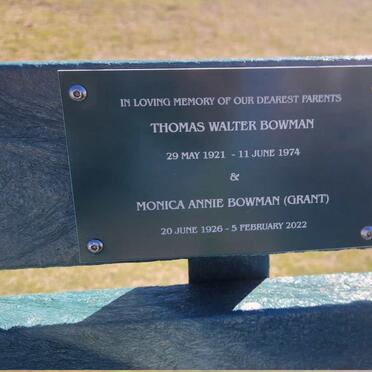 IN LOVING MEMORY OF OUR DEAREST PARENTS
THOMAS WALTER BOWMAN
29 MAY 1921 - 11 JUNE 1974
&
MONICA ANNIE BOWMAN (GRANT)
20 JUNE 1926 - 5 FEBRUARY 2022